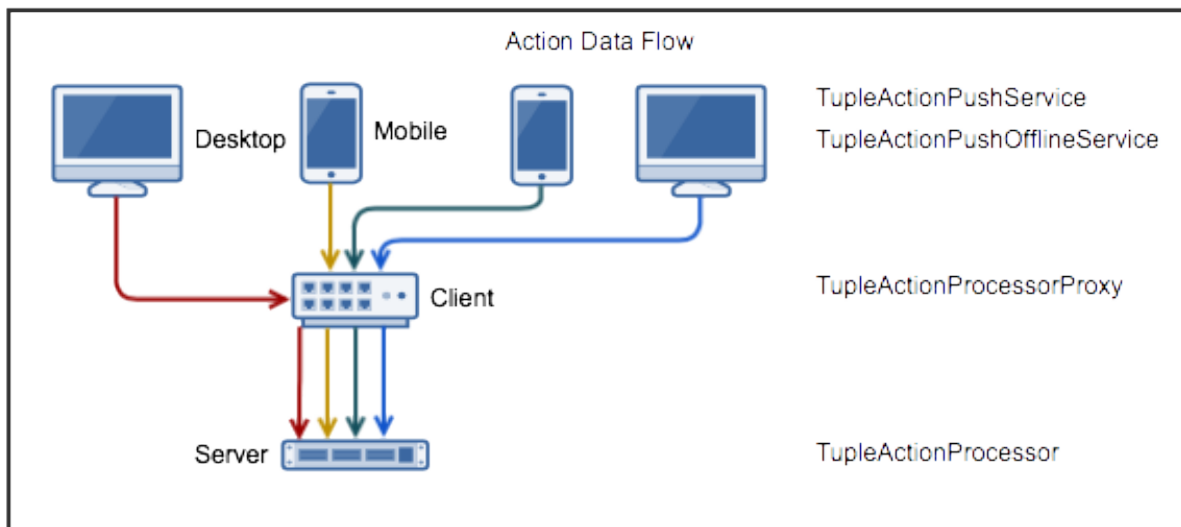 Action Data Flow
TupleActionPushService
Desktop
Mobile
TupleActionPushOfflineService
Client
TupleActionProcessorProxy
Server
TupleActionProcessor